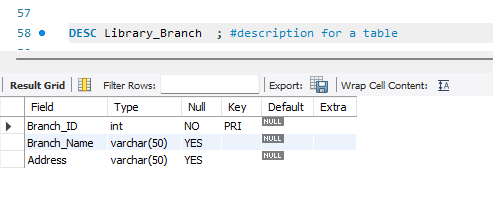 57
58 DESC Library_Branch ; #description for a table
Result Grid Filter Rows: Export: Wrap Cell Content: IA
Field Type Null Key Default Extra
Branch_ID int NO PRI NULL
Branch_Name varchar(50) YES NULL
Address varchar(50) YES NULL